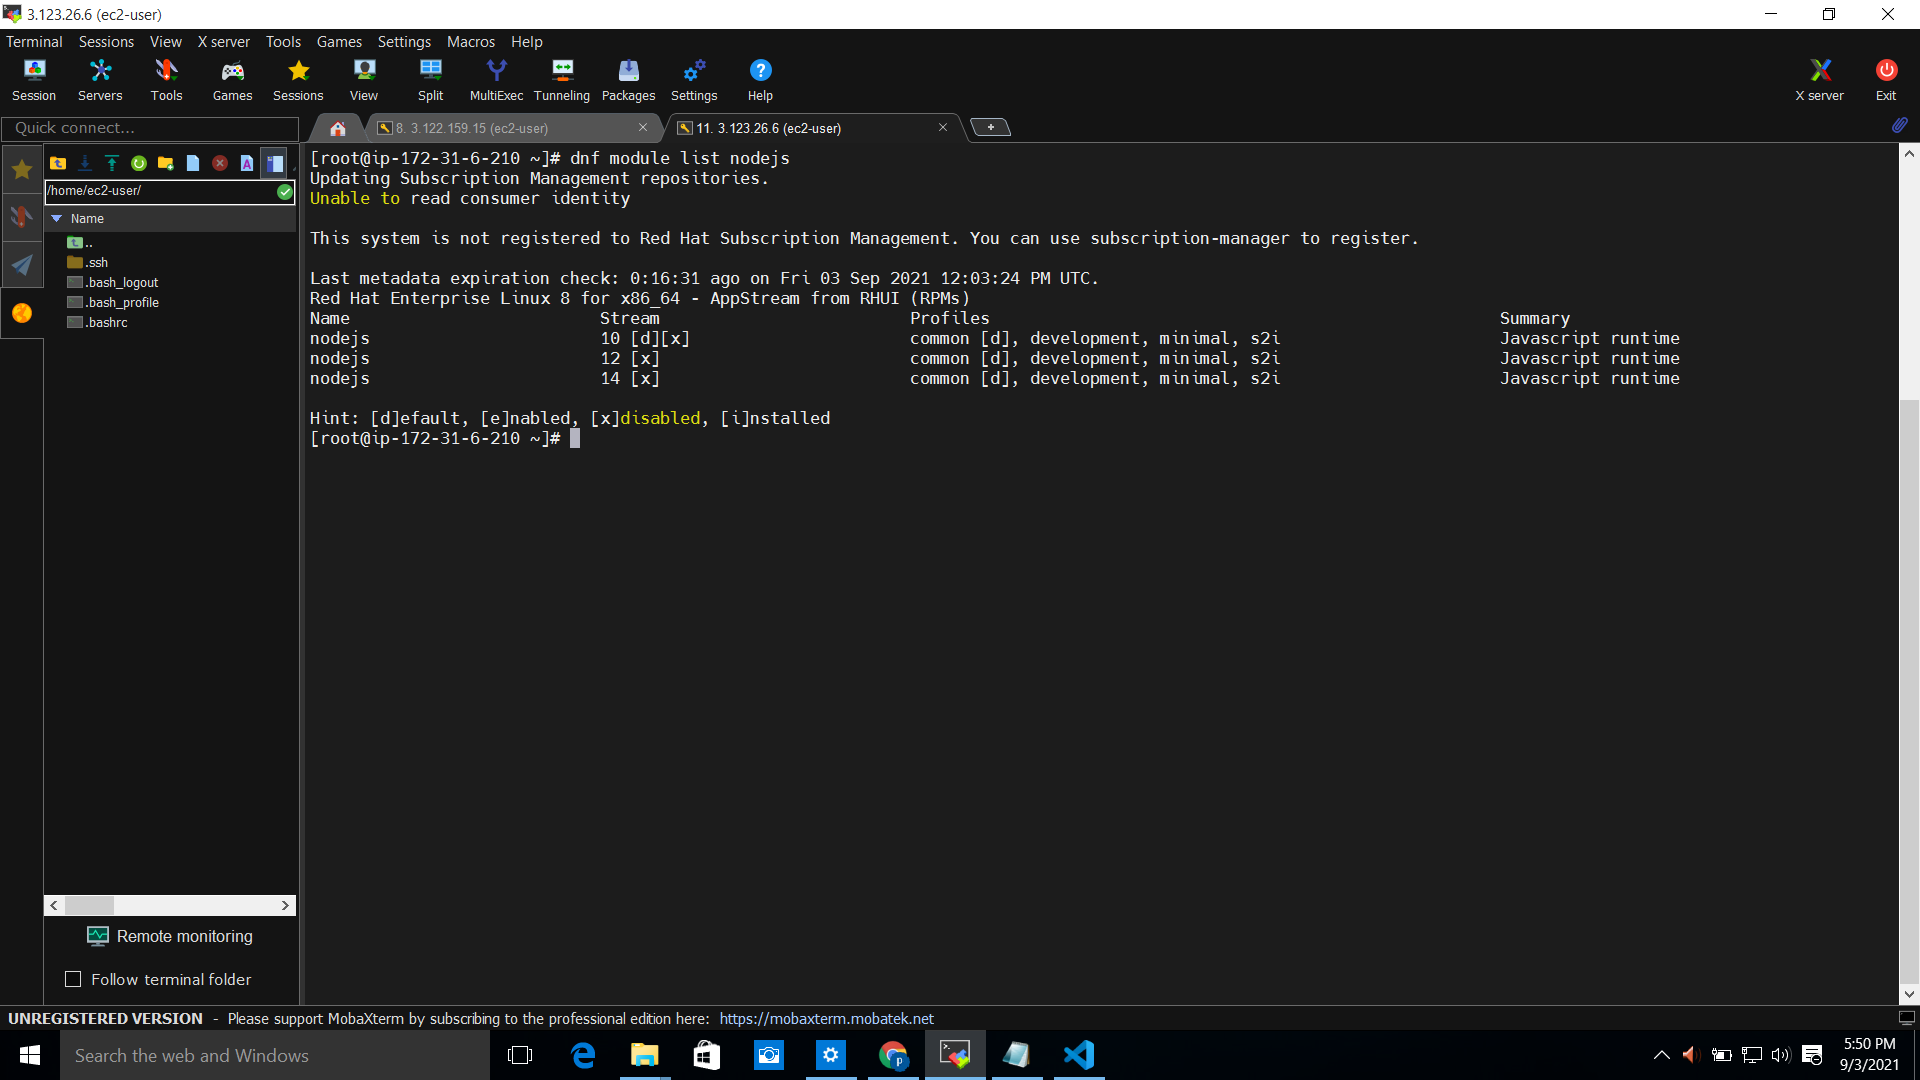 3.123.26.6 (ec2-user)
Terminal Sessions View X server Tools Games Settings Macros Help
Session Servers Tools Games Sessions View Split MultiExec Tunneling Packages Settings Help X server Exit
Quick connect...
8. 3.122.159.15 (ec2-user)
11. 3.123.26.6 (ec2-user)
/home/ec2-user/
Name
..
.ssh
.bash_logout
.bash_profile
.bashrc
[root@ip-172-31-6-210 ~]# dnf module list nodejs
Updating Subscription Management repositories.
Unable to read consumer identity
This system is not registered to Red Hat Subscription Management. You can use subscription-manager to register.
Last metadata expiration check: 0:16:31 ago on Fri 03 Sep 2021 12:03:24 PM UTC.
Red Hat Enterprise Linux 8 for x86_64 - AppStream from RHUI (RPMs)
Name Stream Profiles Summary
nodejs 10 [d][x] common [d], development, minimal, s2i Javascript runtime
nodejs 12 [x] common [d], development, minimal, s2i Javascript runtime
nodejs 14 [x] common [d], development, minimal, s2i Javascript runtime
Hint: [d]efault, [e]nabled, [x]disabled, [i]nstalled
[root@ip-172-31-6-210 ~]#
Remote monitoring
Follow terminal folder
UNREGISTERED VERSION - Please support MobaXterm by subscribing to the professional edition here: https://mobaxterm.mobatek.net
Search the web and Windows
5:50 PM
9/3/2021